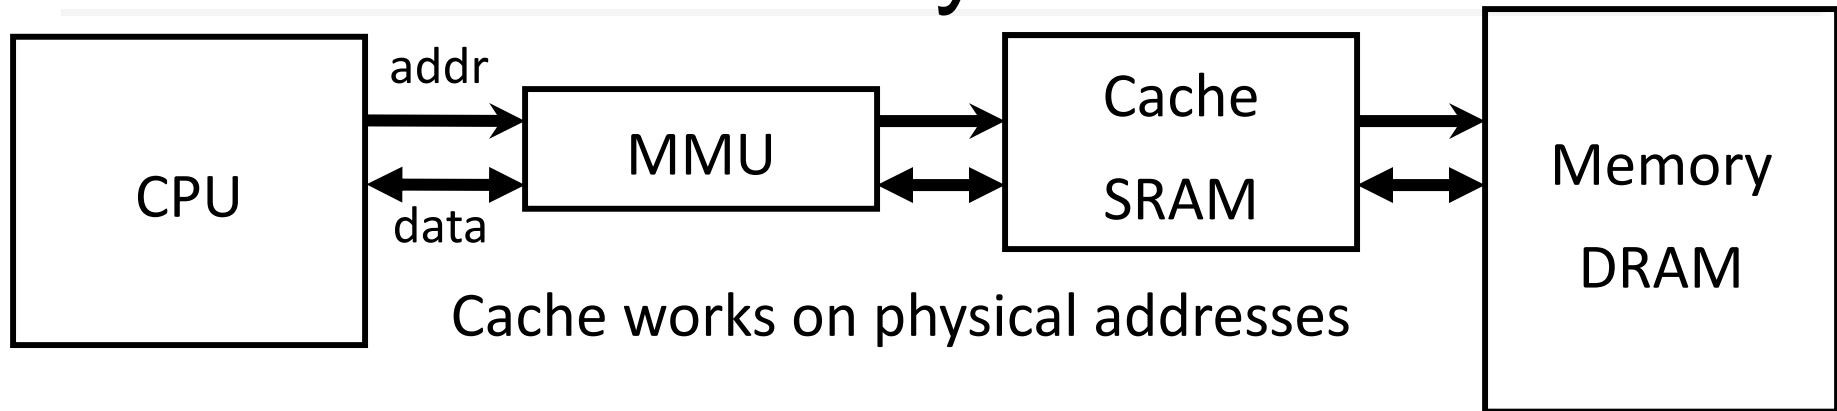 addr
CPU
data
MMU
Cache
SRAM
Memory
DRAM
Cache works on physical addresses